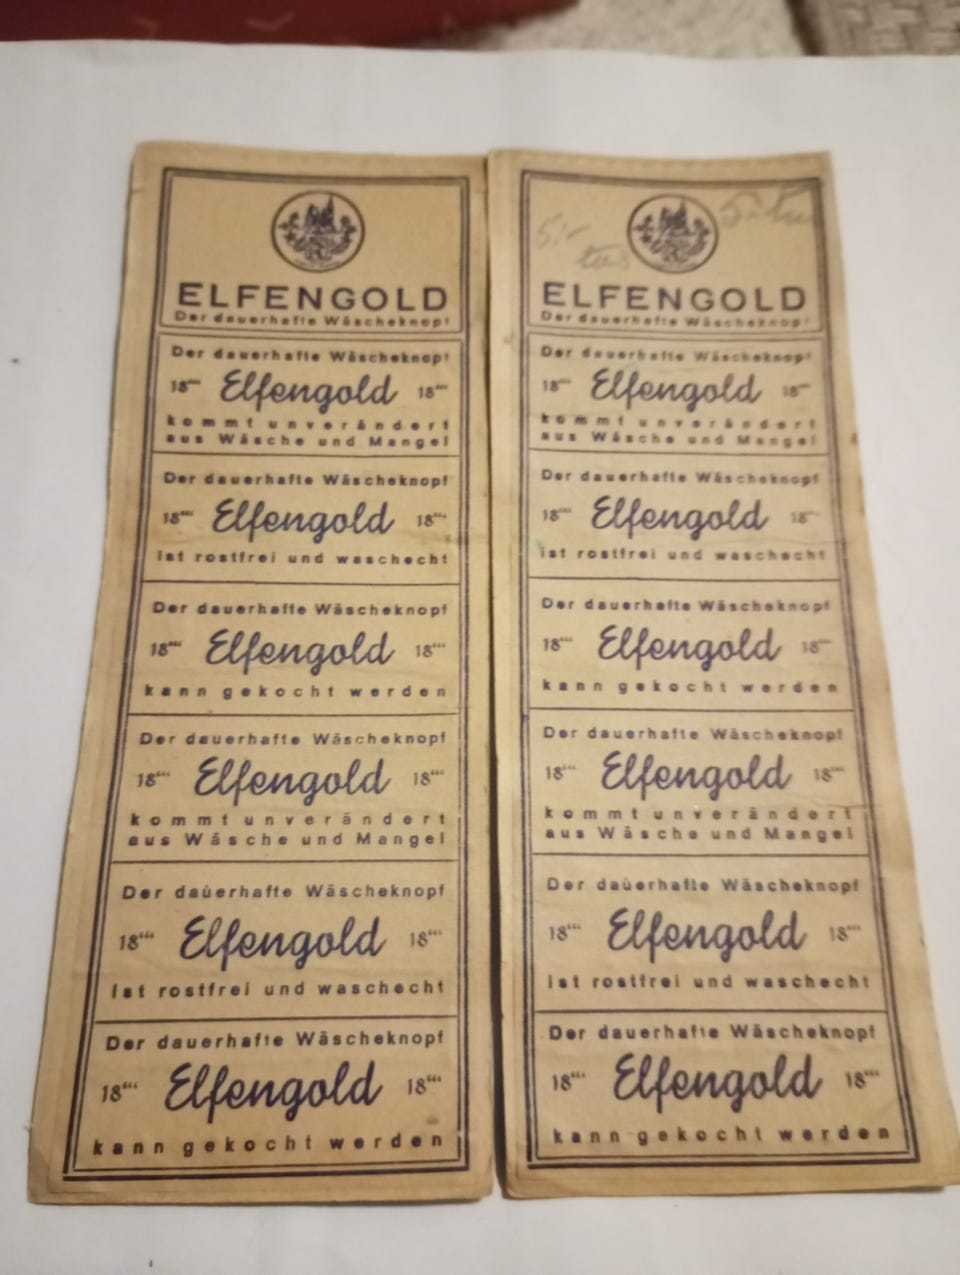 ELFENGOLD
Der dauerhafte Wäscheknopf
Der dauerhafte Wäscheknopf
18''' Elfengold 18'''
kommt unverändert
aus Wäsche und Mangel
Der dauerhafte Wäscheknopf
18''' Elfengold 18'''
ist rostfrei und waschecht
Der dauerhafte Wäscheknopf
18''' Elfengold 18'''
kann gekocht werden
Der dauerhafte Wäscheknopf
18''' Elfengold 18'''
kommt unverändert
aus Wäsche und Mangel
Der dauerhafte Wäscheknopf
18''' Elfengold 18'''
ist rostfrei und waschecht
Der dauerhafte Wäscheknopf
18''' Elfengold 18'''
kann gekocht werden
5.-
ELFENGOLD
Der dauerhafte Wäscheknopf
Der dauerhafte Wäscheknopf
18''' Elfengold 18'''
kommt unverändert
aus Wäsche und Mangel
Der dauerhafte Wäscheknopf
18''' Elfengold 18'''
ist rostfrei und waschecht
Der dauerhafte Wäscheknopf
18''' Elfengold 18'''
kann gekocht werden
Der dauerhafte Wäscheknopf
18''' Elfengold 18'''
kommt unverändert
aus Wäsche und Mangel
Der dauerhafte Wäscheknopf
18''' Elfengold 18'''
ist rostfrei und waschecht
Der dauerhafte Wäscheknopf
18''' Elfengold 18'''
kann gekocht werden